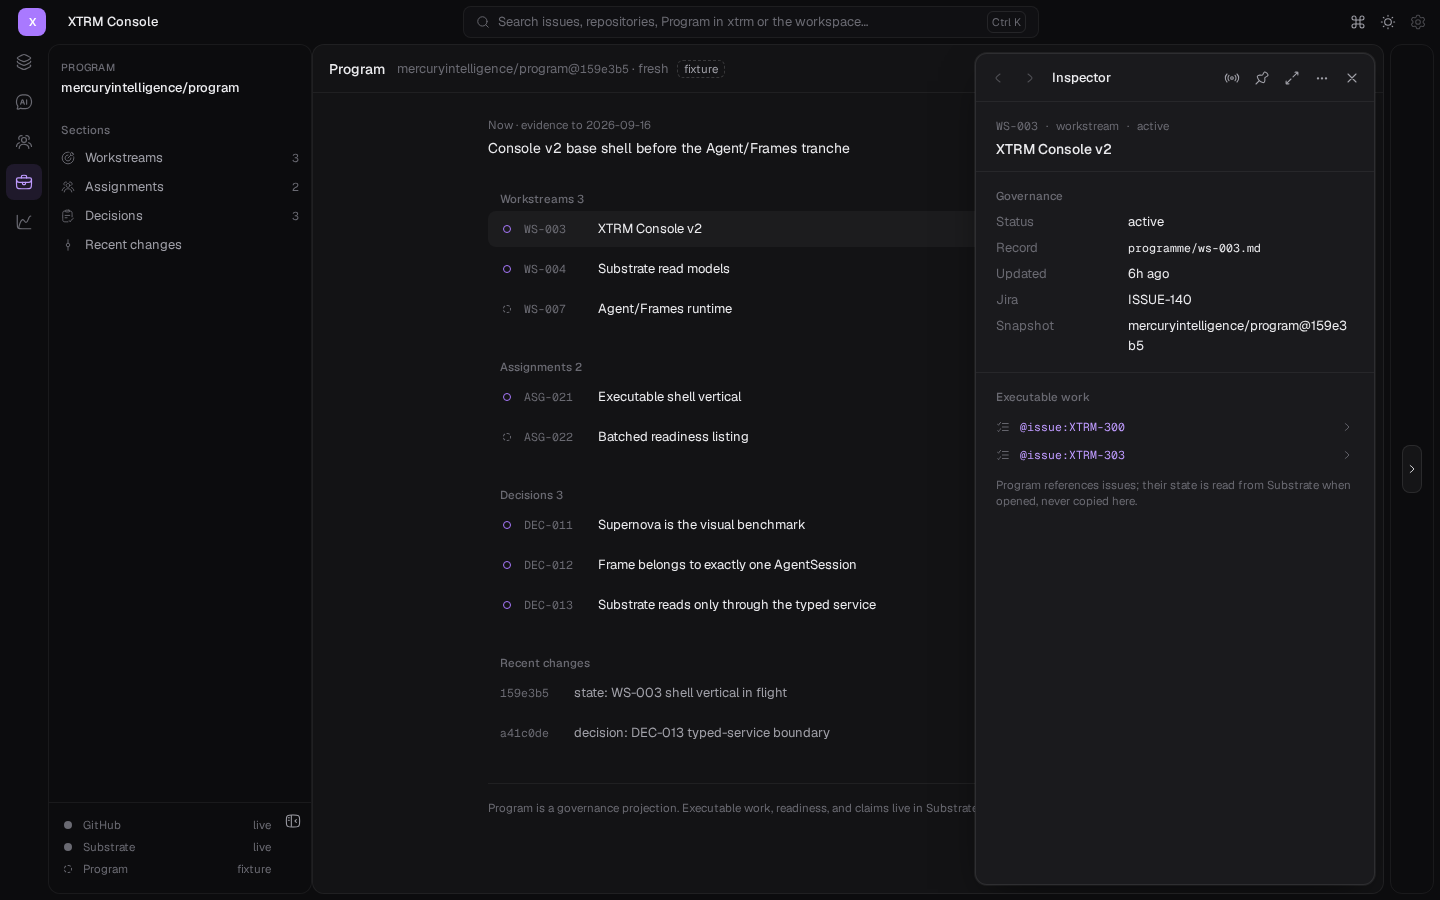 X
XTRM Console
Search issues, repositories, Program in xtrm or the workspace...
Ctrl K
AI
PROGRAM
mercuryintelligence/program
Sections
Workstreams 3
Assignments 2
Decisions 3
Recent changes
GitHub live
Substrate live
Program fixture
Program mercuryintelligence/program@159e3b5 · fresh fixture
Now · evidence to 2026-09-16
Console v2 base shell before the Agent/Frames tranche
Workstreams 3
WS-003 XTRM Console v2
WS-004 Substrate read models
WS-007 Agent/Frames runtime
Assignments 2
ASG-021 Executable shell vertical
ASG-022 Batched readiness listing
Decisions 3
DEC-011 Supernova is the visual benchmark
DEC-012 Frame belongs to exactly one AgentSession
DEC-013 Substrate reads only through the typed service
Recent changes
159e3b5 state: WS-003 shell vertical in flight
a41c0de decision: DEC-013 typed-service boundary
Program is a governance projection. Executable work, readiness, and claims live in Substrate
Inspector
WS-003 · workstream · active
XTRM Console v2
Governance
Status active
Record programme/ws-003.md
Updated 6h ago
Jira ISSUE-140
Snapshot mercuryintelligence/program@159e3
b5
Executable work
@issue:XTRM-300
@issue:XTRM-303
Program references issues; their state is read from Substrate when
opened, never copied here.